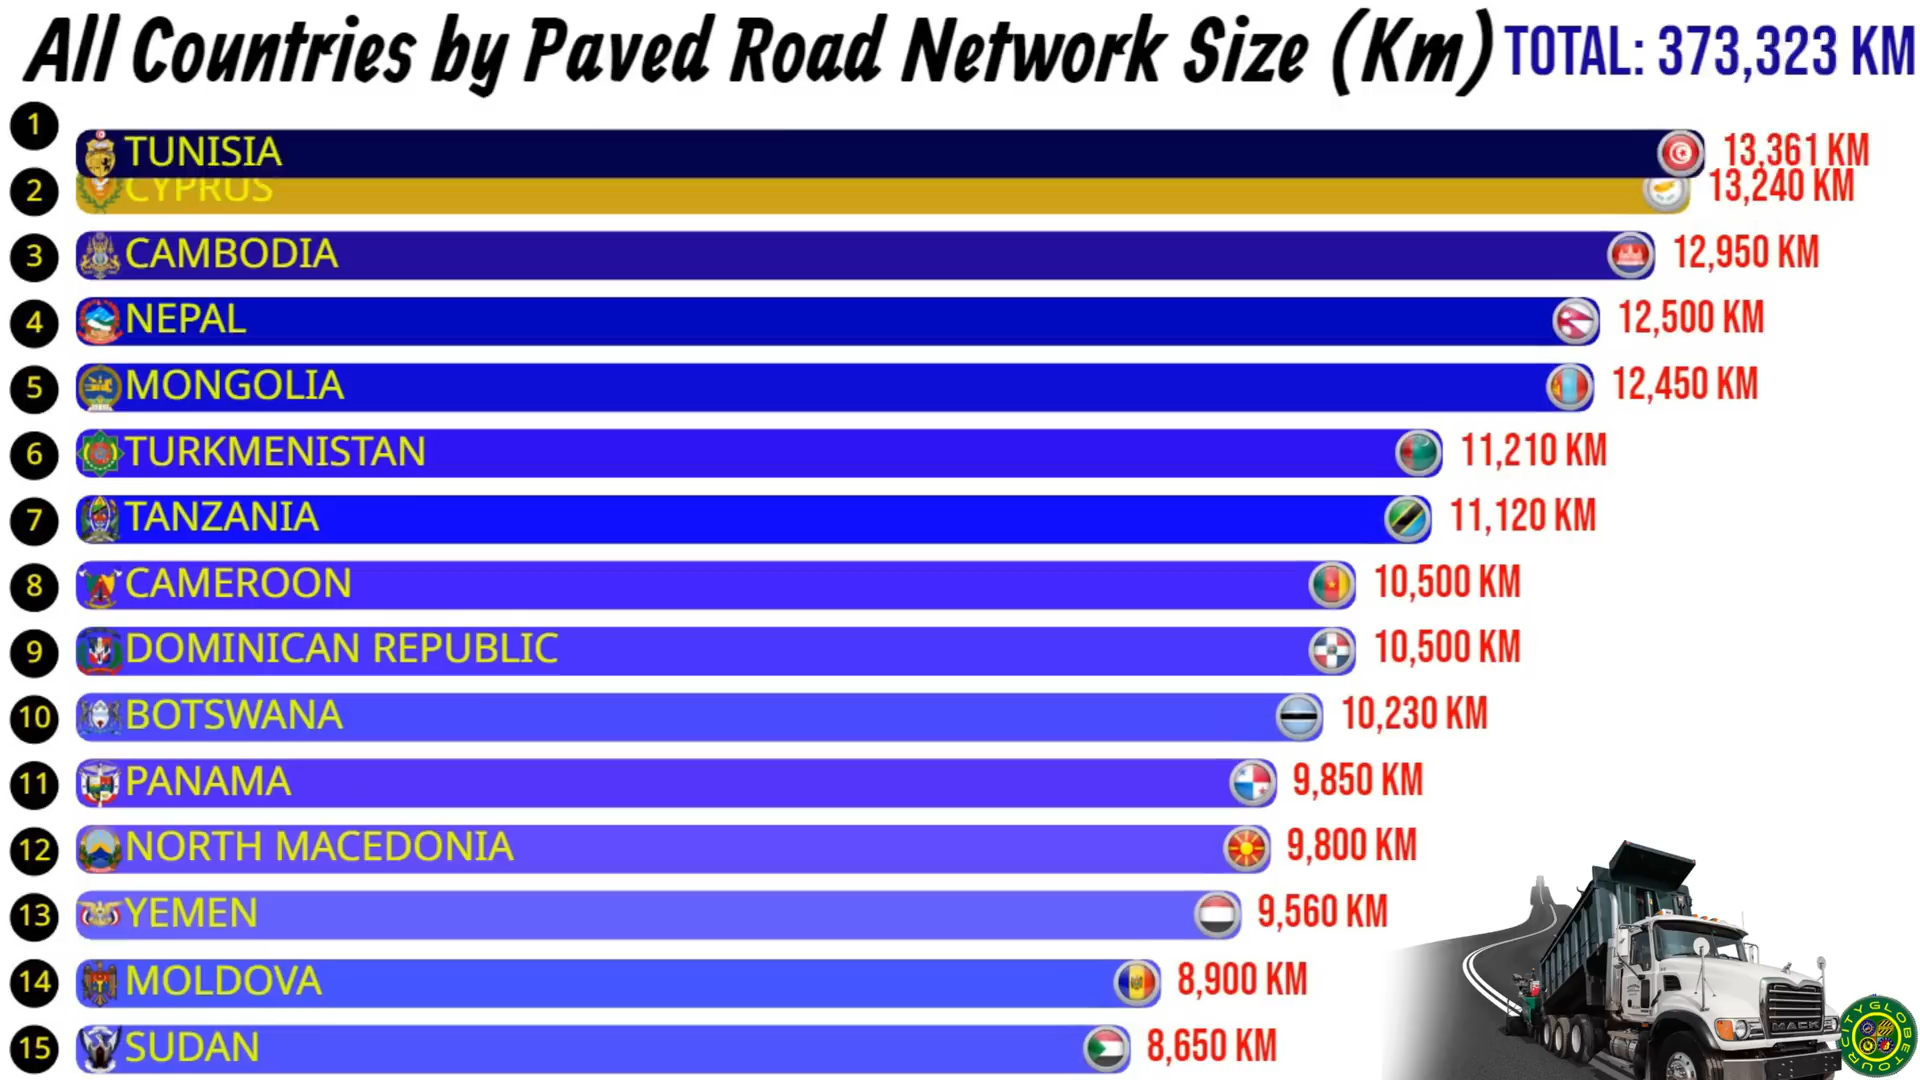 All Countries by Paved Road Network Size (Km) TOTAL: 373,323 KM
1 TUNISIA 13,361 KM
2 CYPRUS 13,240 KM
3 CAMBODIA 12,950 KM
4 NEPAL 12,500 KM
5 MONGOLIA 12,450 KM
6 TURKMENISTAN 11,210 KM
7 TANZANIA 11,120 KM
8 CAMEROON 10,500 KM
9 DOMINICAN REPUBLIC 10,500 KM
10 BOTSWANA 10,230 KM
11 PANAMA 9,850 KM
12 NORTH MACEDONIA 9,800 KM
13 YEMEN 9,560 KM
14 MOLDOVA 8,900 KM
15 SUDAN 8,650 KM
MACK
CITY GLOBE TOUR